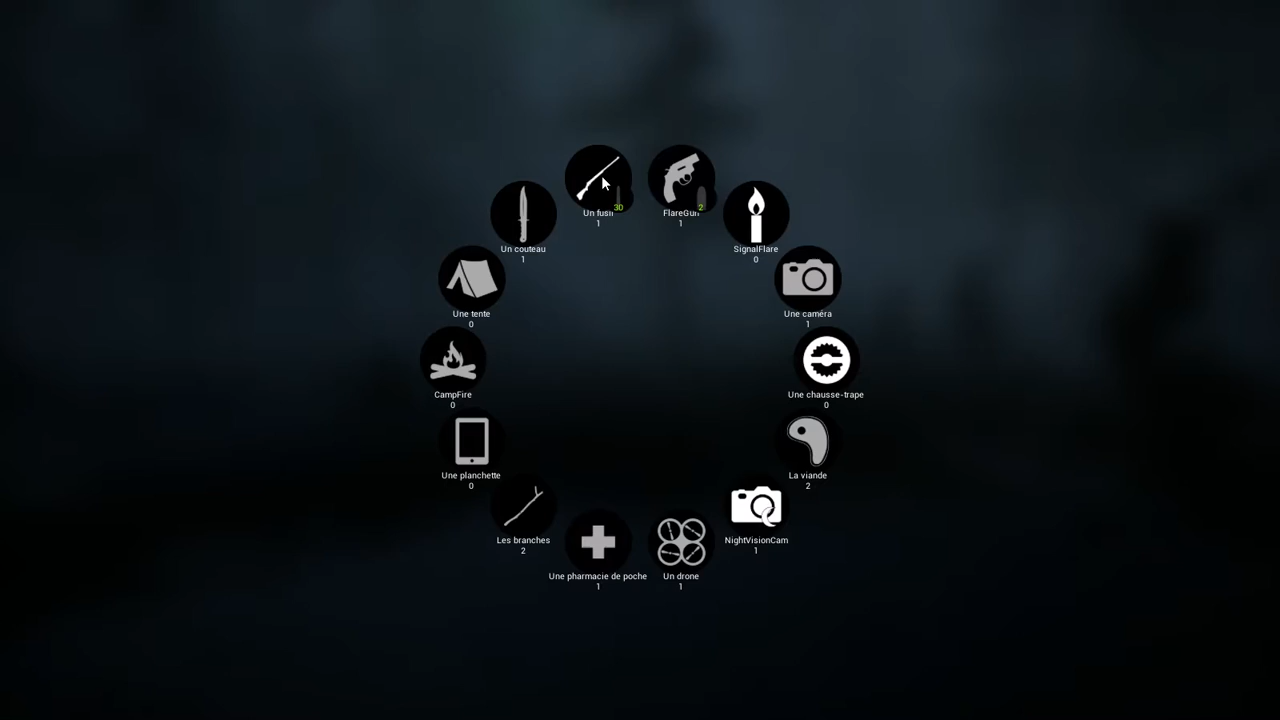 30
Un fusil
1
2
FlareGun
1
Un couteau
1
SignalFlare
0
Une tente
0
Une caméra
1
CampFire
0
Une chausse-trape
0
Une planchette
0
La viande
2
Les branches
2
NightVisionCam
1
Une pharmacie de poche
1
Un drone
1